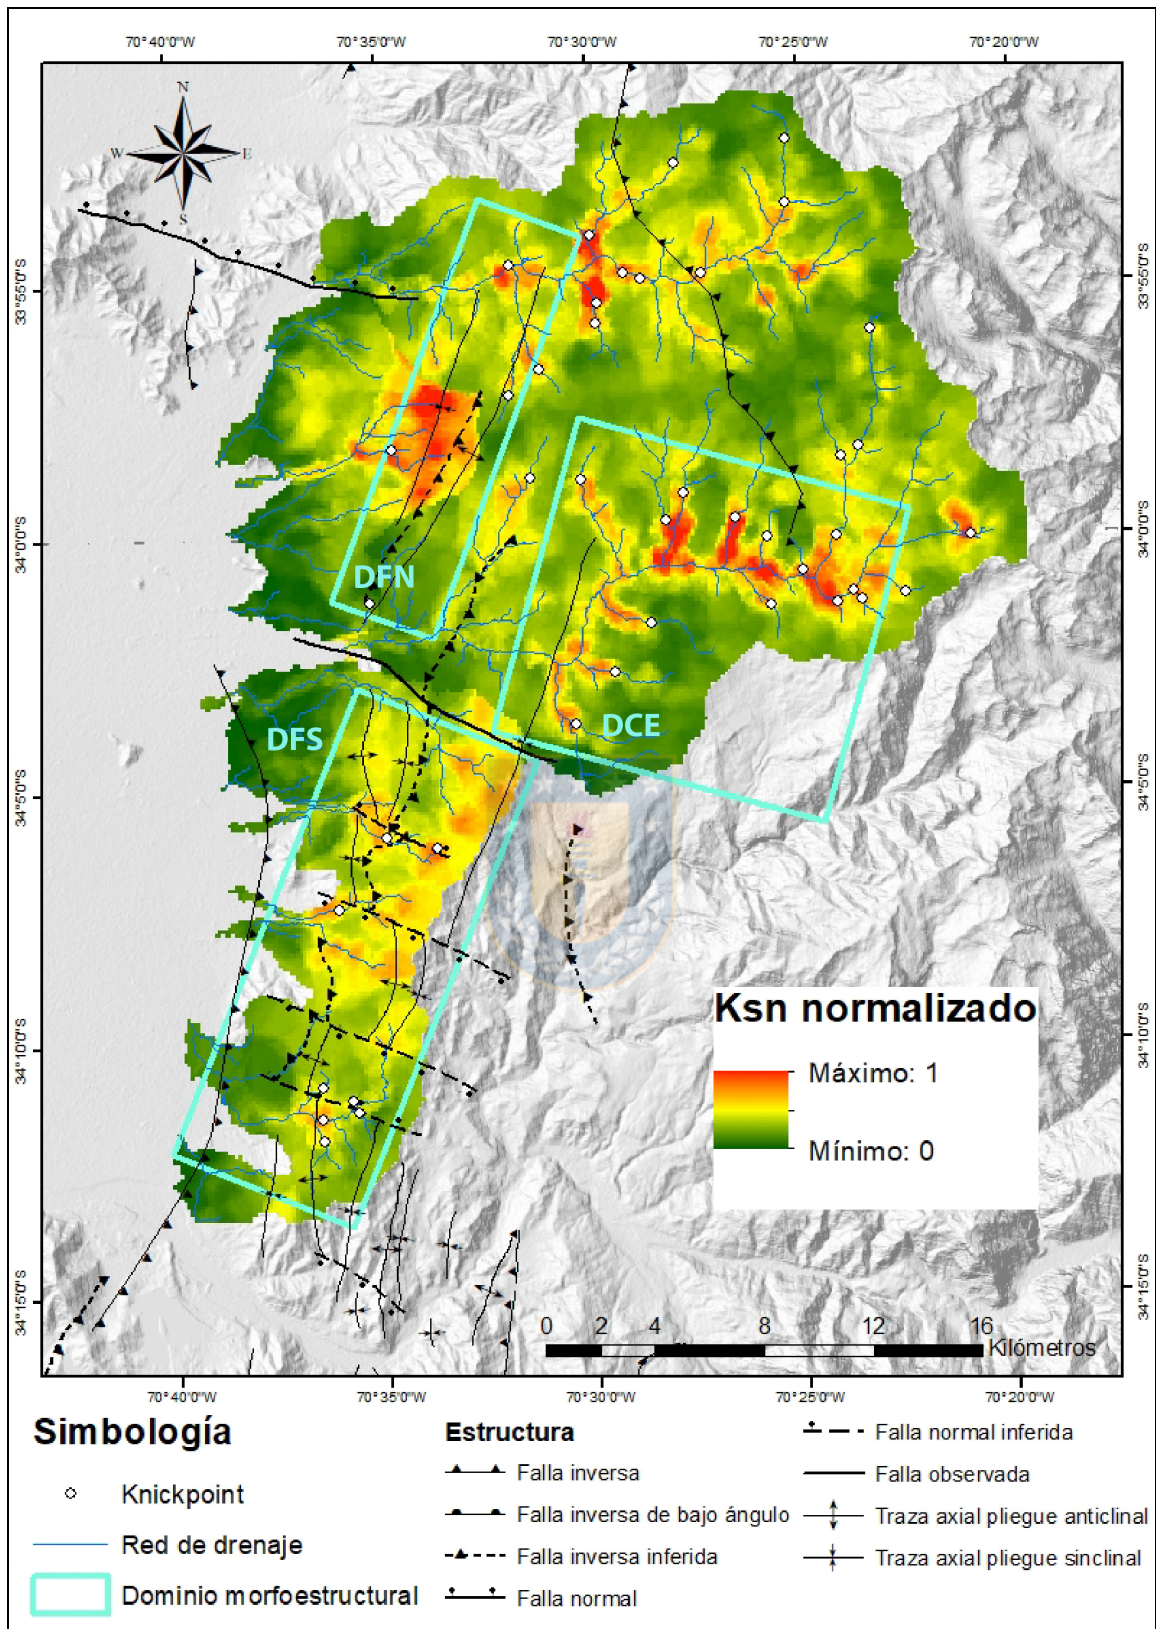 70°40'0"W
70°35'0"W
70°30'0"W
70°25'0"W
70°20'0"W
N
W
E
S
33°55'0"S
33°55'0"S
34°0'0"S
34°0'0"S
34°5'0"S
34°5'0"S
34°10'0"S
34°10'0"S
34°15'0"S
34°15'0"S
DFN
DFS
DCE
Ksn normalizado
Máximo: 1
Mínimo: 0
0 2 4 8 12 16
Kilómetros
70°40'0"W
70°35'0"W
70°30'0"W
70°25'0"W
70°20'0"W
Simbología
Knickpoint
Red de drenaje
Dominio morfoestructural
Estructura
Falla inversa
Falla inversa de bajo ángulo
Falla inversa inferida
Falla normal
Falla normal inferida
Falla observada
Traza axial pliegue anticlinal
Traza axial pliegue sinclinal